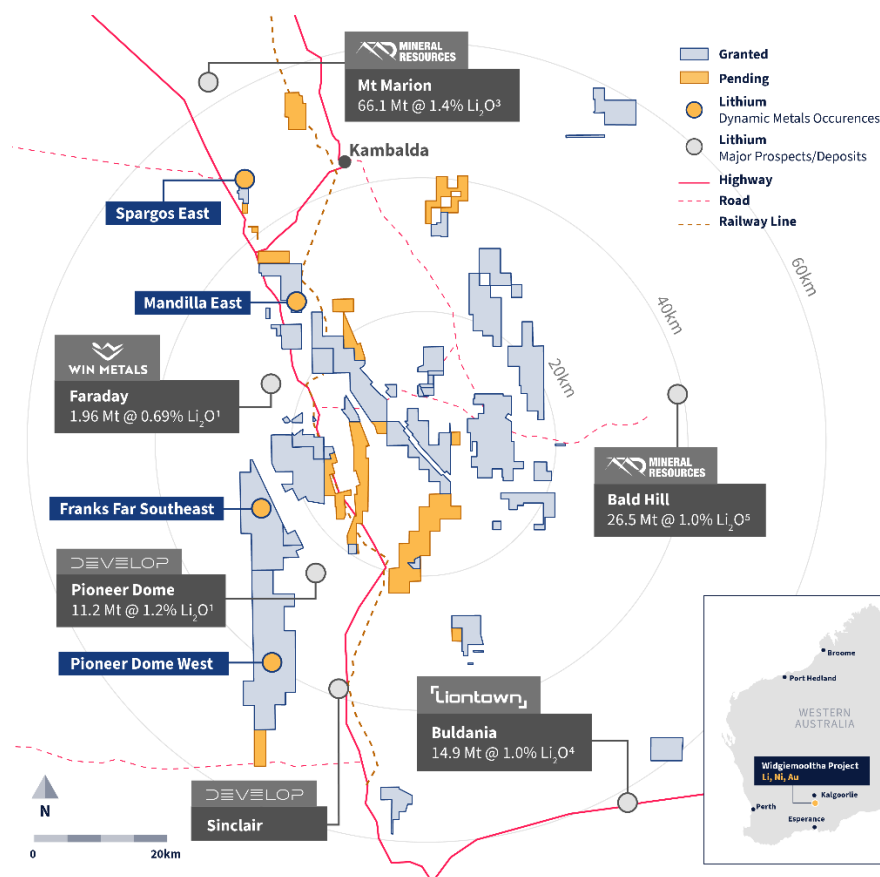 MINERAL
RESOURCES
Mt Marion
66.1 Mt @ 1.4% Li₂O³
Granted
Pending
Lithium
Dynamic Metals Occurences
Lithium
Major Prospects/Deposits
Highway
Road
Railway Line
Kambalda
Spargos East
Mandilla East
60km
40km
20km
WIN METALS
Faraday
1.96 Mt @ 0.69% Li₂O¹
MINERAL
RESOURCES
Bald Hill
26.5 Mt @ 1.0% Li₂O⁵
Franks Far Southeast
DEVELOP
Pioneer Dome
11.2 Mt @ 1.2% Li₂O¹
Pioneer Dome West
Liontown
Buldania
14.9 Mt @ 1.0% Li₂O⁴
DEVELOP
Sinclair
N
0 20km
Broome
Port Hedland
WESTERN
AUSTRALIA
Widgiemooltha Project
Li, Ni, Au
Kalgoorlie
Perth
Esperance